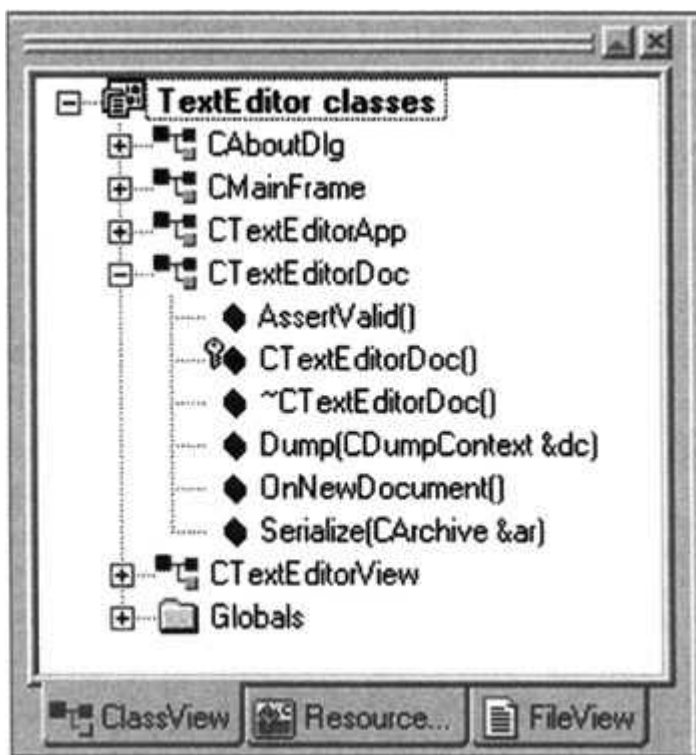 TextEditor classes
CAboutDlg
CMainFrame
CTextEditorApp
CTextEditorDoc
AssertValid()
CTextEditorDoc()
~CTextEditorDoc()
Dump(CDumpContext &dc)
OnNewDocument()
Serialize(CArchive &ar)
CTextEditorView
Globals
ClassView Resource... FileView